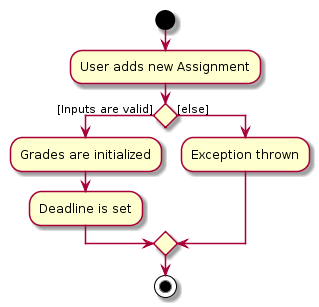 User adds new Assignment
[Inputs are valid] [else]
Grades are initialized
Exception thrown
Deadline is set